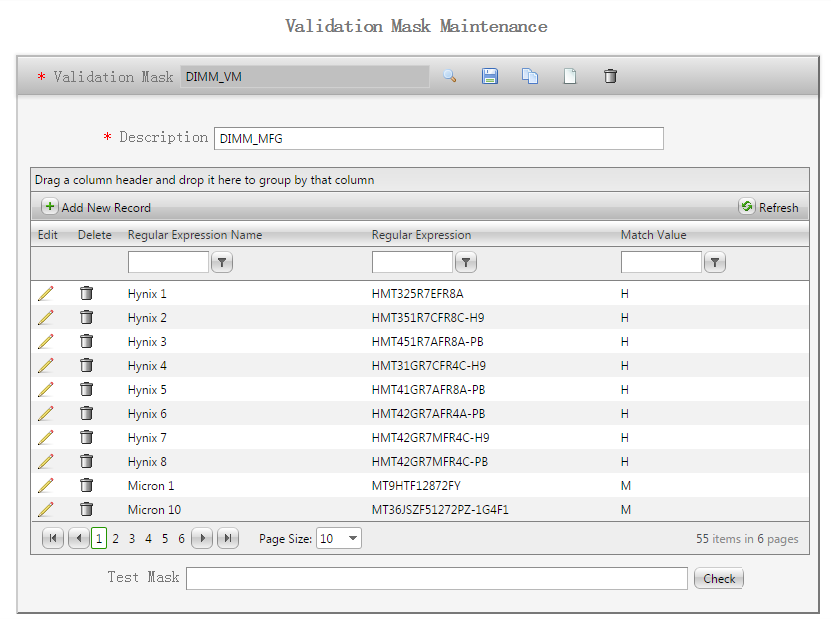 Validation Mask Maintenance
* Validation Mask DIMM_VM
* Description DIMM_MFG
Drag a column header and drop it here to group by that column
Add New Record Refresh
Edit Delete Regular Expression Name Regular Expression Match Value
Hynix 1 HMT325R7EFR8A H
Hynix 2 HMT351R7CFR8C-H9 H
Hynix 3 HMT451R7AFR8A-PB H
Hynix 4 HMT31GR7CFR4C-H9 H
Hynix 5 HMT41GR7AFR8A-PB H
Hynix 6 HMT42GR7AFR4A-PB H
Hynix 7 HMT42GR7MFR4C-H9 H
Hynix 8 HMT42GR7MFR4C-PB H
Micron 1 MT9HTF12872FY M
Micron 10 MT36JSZF51272PZ-1G4F1 M
1 2 3 4 5 6 Page Size: 10 55 items in 6 pages
Test Mask Check